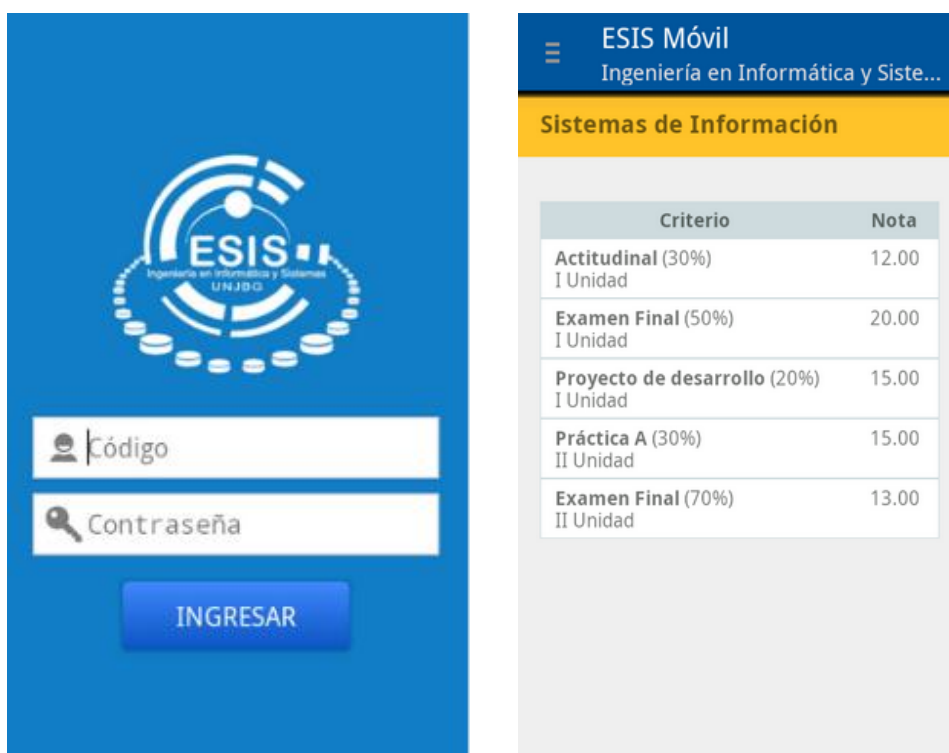 ESIS
Ingeniería en Informática y Sistemas
UNJBG
Código
Contraseña
INGRESAR
ESIS Móvil
Ingeniería en Informática y Siste...
Sistemas de Información
Criterio Nota
Actitudinal (30%) 12.00
I Unidad
Examen Final (50%) 20.00
I Unidad
Proyecto de desarrollo (20%) 15.00
I Unidad
Práctica A (30%) 15.00
II Unidad
Examen Final (70%) 13.00
II Unidad